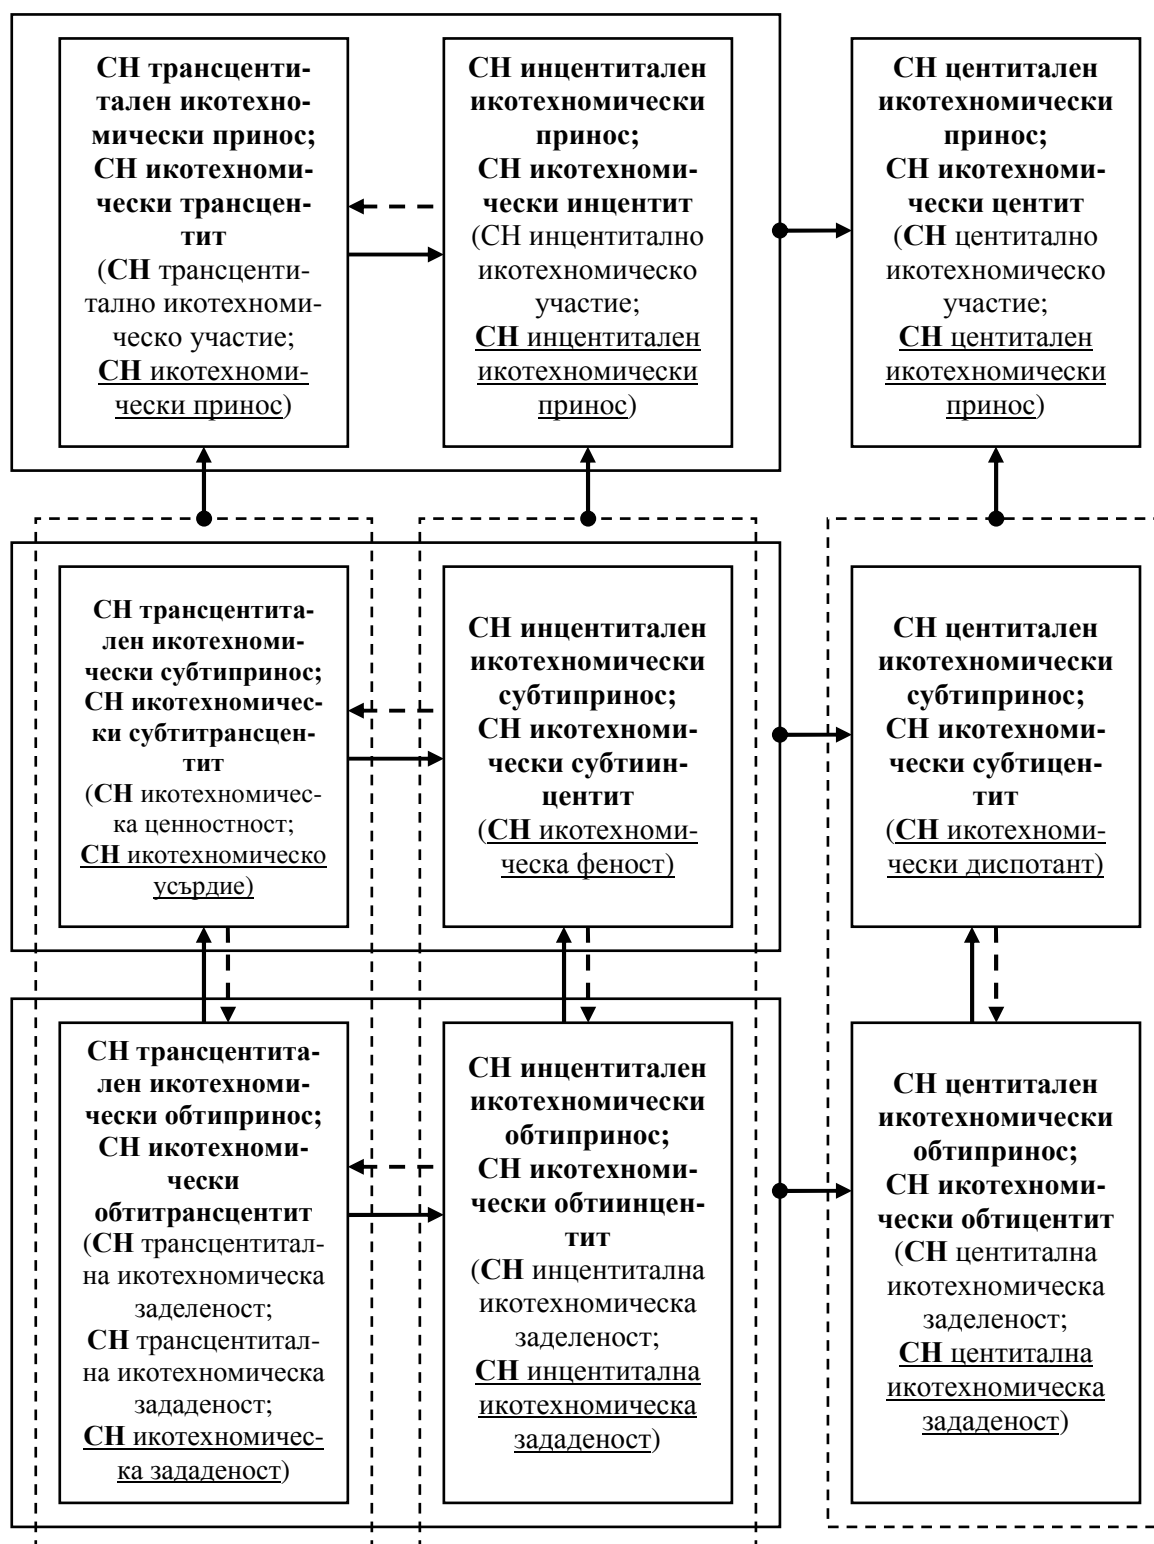 СН трансценти-
тален икотехно-
мически принос;
СН икотехноми-
чески трансцен-
тит
(СН трансценти-
тално икотехноми-
ческо участие;
СН икотехноми-
чески принос)
СН инцентитален
икотехномически
принос;
СН икотехноми-
чески инцентит
(СН инцентитално
икотехномическо
участие;
СН инцентитален
икотехномически
принос)
СН центитален
икотехномически
принос;
СН икотехноми-
чески центит
(СН центитално
икотехномическо
участие;
СН центитален
икотехномически
принос)
СН трансцентита-
лен икотехноми-
чески субтипринос;
СН икотехномичес-
ки субтитрансцен-
тит
(СН икотехномичес-
ка ценностност;
СН икотехномическо
усърдие)
СН инцентитален
икотехномически
субтипринос;
СН икотехноми-
чески субтиин-
центит
(СН икотехноми-
ческа феност)
СН центитален
икотехномически
субтипринос;
СН икотехноми-
чески субтицен-
тит
(СН икотехноми-
чески диспотант)
СН трансцентита-
лен икотехноми-
чески обтипринос;
СН икотехноми-
чески
обтитрансцентит
(СН трансцентитал-
на икотехномическа
заделеност;
СН трансцентитал-
на икотехномическа
зададеност;
СН икотехномичес-
ка зададеност)
СН инцентитален
икотехномически
обтипринос;
СН икотехноми-
чески обтиинцен-
тит
(СН инцентитална
икотехномическа
заделеност;
СН инцентитална
икотехномическа
зададеност)
СН центитален
икотехномически
обтипринос;
СН икотехноми-
чески обтицентит
(СН центитална
икотехномическа
заделеност;
СН центитална
икотехномическа
зададеност)